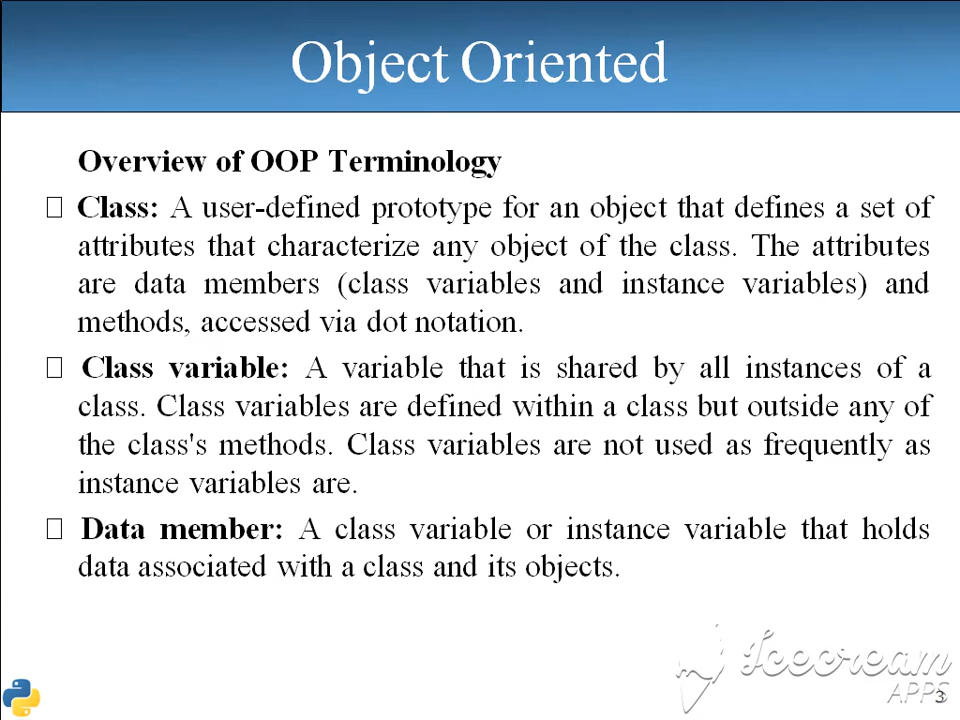 Object Oriented
Overview of OOP Terminology
□ Class: A user-defined prototype for an object that defines a set of
attributes that characterize any object of the class. The attributes
are data members (class variables and instance variables) and
methods, accessed via dot notation.
□ Class variable: A variable that is shared by all instances of a
class. Class variables are defined within a class but outside any of
the class's methods. Class variables are not used as frequently as
instance variables are.
□ Data member: A class variable or instance variable that holds
data associated with a class and its objects.
Icecream
APPS
3